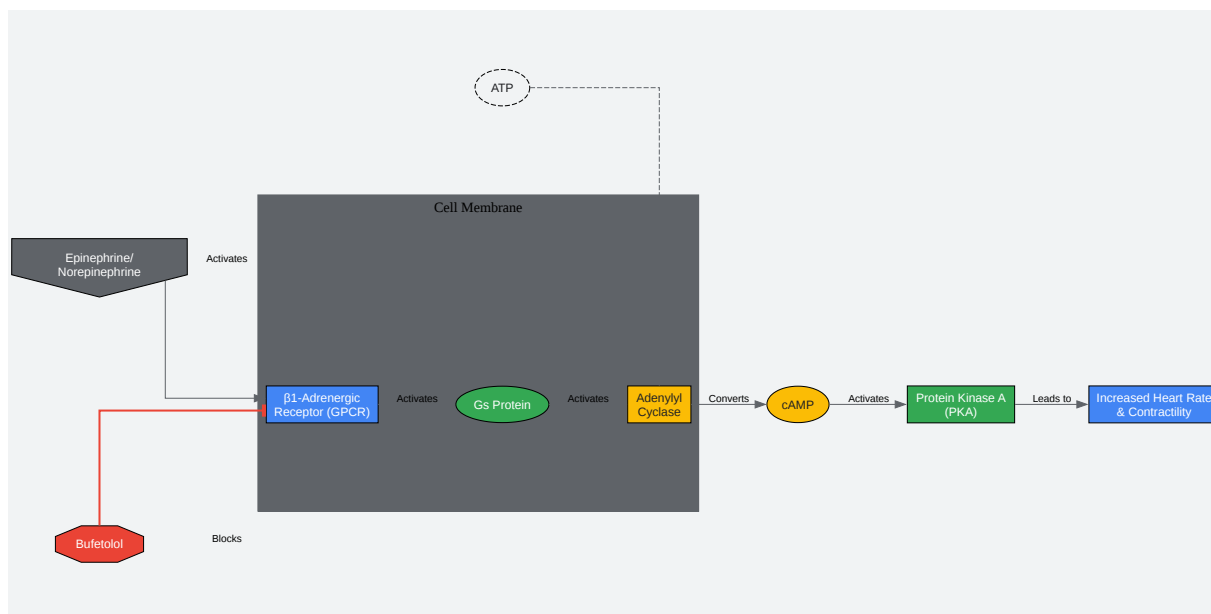 ATP
Cell Membrane
Epinephrine/
Norepinephrine
Activates
β1-Adrenergic
Receptor (GPCR)
Activates
Gs Protein
Activates
Adenylyl
Cyclase
Converts
cAMP
Activates
Protein Kinase A
(PKA)
Leads to
Increased Heart Rate
& Contractility
Bufetolol
Blocks